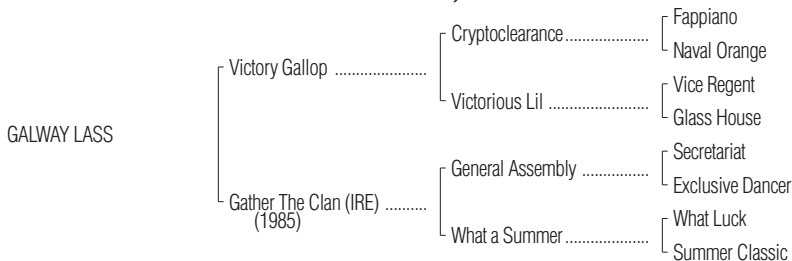 Fappiano
Cryptoclearance....................
Naval Orange
Victory Gallop ......................
Vice Regent
Victorious Lil ........................
Glass House
GALWAY LASS
Secretariat
General Assembly ................
Exclusive Dancer
Gather The Clan (IRE) ..........
(1985)
What Luck
What a Summer....................
Summer Classic